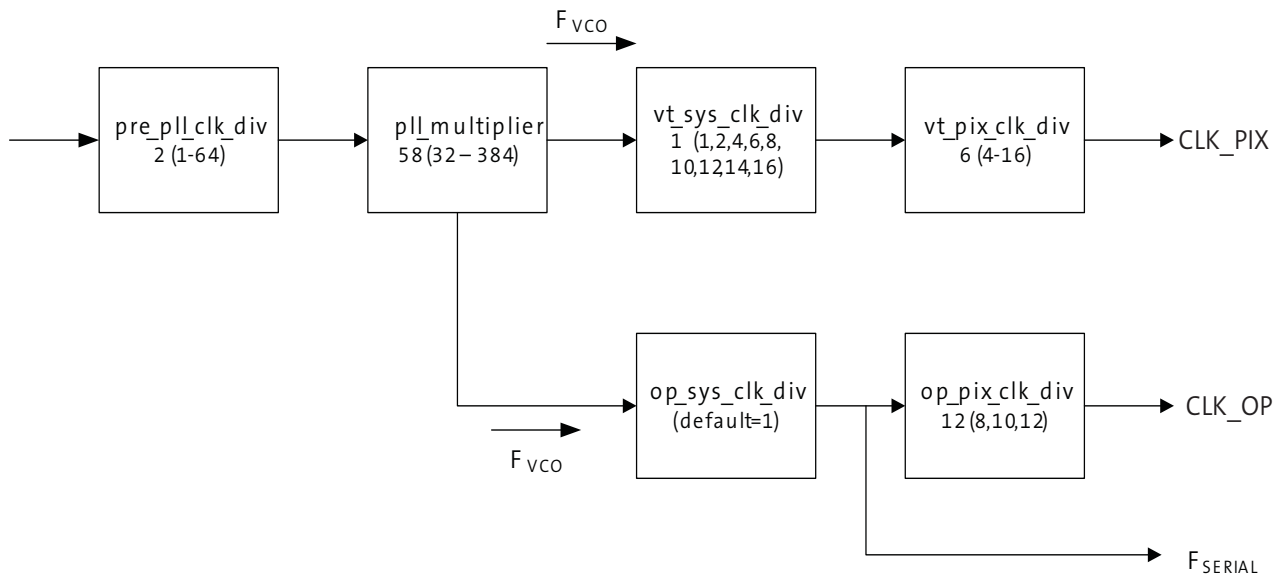 F VCO
pre_pll_clk_div
2 (1-64)
pll_multiplier
58 (32 – 384)
vt_sys_clk_div
1 (1,2,4,6,8,
10,12,14,16)
vt_pix_clk_div
6 (4-16)
CLK_PIX
op_sys_clk_div
(default=1)
op_pix_clk_div
12 (8,10,12)
CLK_OP
F VCO
F SERIAL